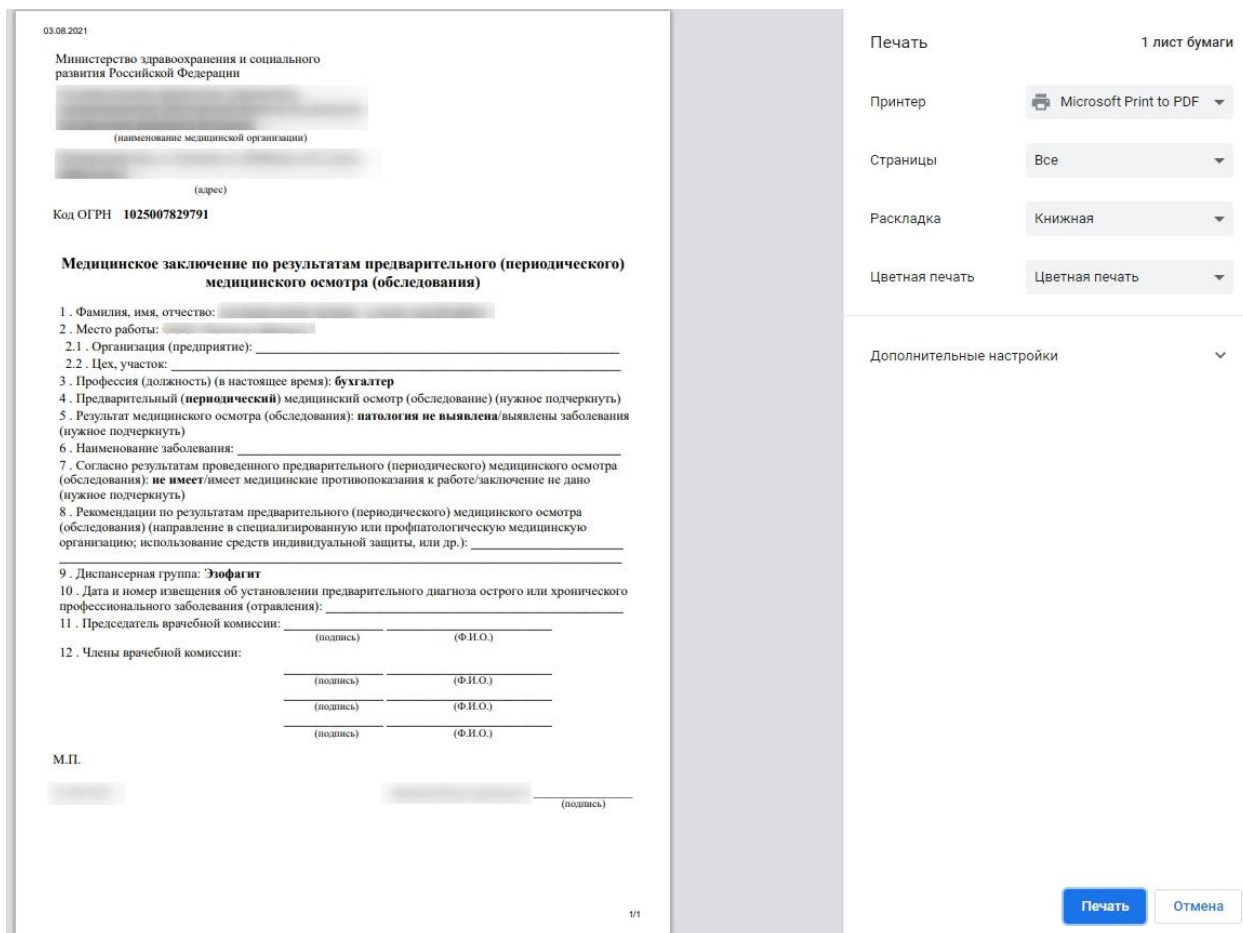 03.08.2021
Министерство здравоохранения и социального
развития Российской Федерации
(наименование медицинской организации)
(адрес)
Код ОГРН 1025007829791
Медицинское заключение по результатам предварительного (периодического)
медицинского осмотра (обследования)
1 . Фамилия, имя, отчество:
2 . Место работы:
2.1 . Организация (предприятие):
2.2 . Цех, участок:
3 . Профессия (должность) (в настоящее время): бухгалтер
4 . Предварительный (периодический) медицинский осмотр (обследование) (нужное подчеркнуть)
5 . Результат медицинского осмотра (обследования): патология не выявлена/выявлены заболевания
(нужное подчеркнуть)
6 . Наименование заболевания:
7 . Согласно результатам проведенного предварительного (периодического) медицинского осмотра
(обследования): не имеет/имеет медицинские противопоказания к работе/заключение не дано
(нужное подчеркнуть)
8 . Рекомендации по результатам предварительного (периодического) медицинского осмотра
(обследования) (направление в специализированную или профпатологическую медицинскую
организацию; использование средств индивидуальной защиты, или др.):
9 . Диспансерная группа: Эзофагит
10 . Дата и номер извещения об установлении предварительного диагноза острого или хронического
профессионального заболевания (отравления):
11 . Председатель врачебной комиссии:
(подпись) (Ф.И.О.)
12 . Члены врачебной комиссии:
(подпись) (Ф.И.О.)
(подпись) (Ф.И.О.)
(подпись) (Ф.И.О.)
М.П.
(подпись)
1/1
Печать 1 лист бумаги
Принтер Microsoft Print to PDF
Страницы Все
Раскладка Книжная
Цветная печать Цветная печать
Дополнительные настройки
Печать Отмена